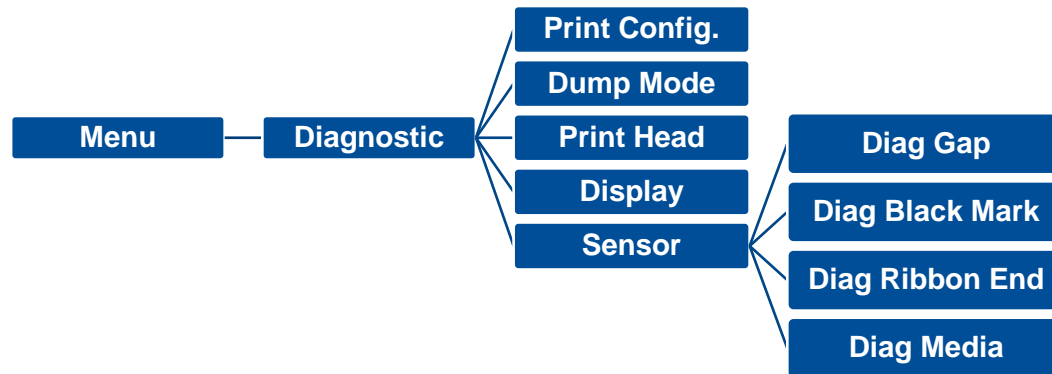 Menu
Diagnostic
Print Config.
Dump Mode
Print Head
Display
Sensor
Diag Gap
Diag Black Mark
Diag Ribbon End
Diag Media